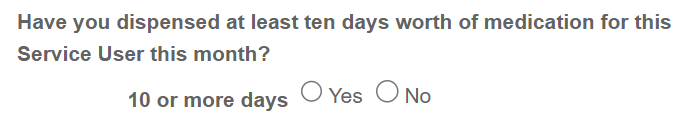 Have you dispensed at least ten days worth of medication for this
Service User this month?
10 or more days Yes No